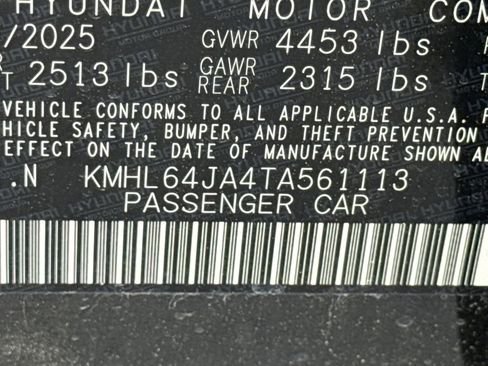 HYUNDAI MOTOR COM
/2025 GVWR 4453 lbs
T 2513 lbs GAWR REAR 2315 lbs T
VEHICLE CONFORMS TO ALL APPLICABLE U.S.A. F
HICLE SAFETY, BUMPER, AND THEFT PREVENTION
EFFECT ON THE DATE OF MANUFACTURE SHOWN AB
.N KMHL64JA4TA561113
PASSENGER CAR